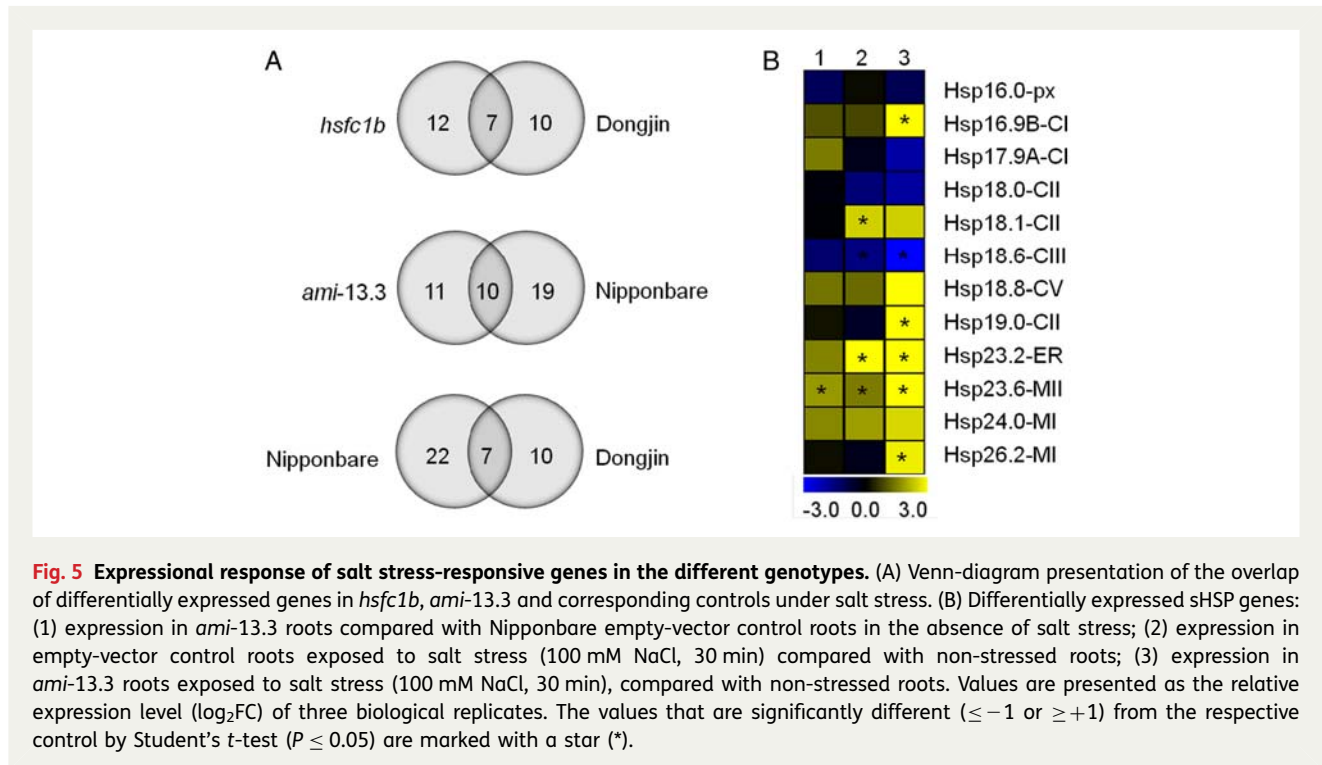 A
hsfc1b 12 7 10 Dongjin
ami-13.3 11 10 19 Nipponbare
Nipponbare 22 7 10 Dongjin
B
1 2 3
Hsp16.0-px
* Hsp16.9B-CI
Hsp17.9A-CI
Hsp18.0-CII
* Hsp18.1-CII
* * Hsp18.6-CIII
Hsp18.8-CV
* Hsp19.0-CII
* * Hsp23.2-ER
* * * Hsp23.6-MII
Hsp24.0-MI
* Hsp26.2-MI
-3.0 0.0 3.0
Fig. 5 Expressional response of salt stress-responsive genes in the different genotypes. (A) Venn-diagram presentation of the overlap
of differentially expressed genes in hsfc1b, ami-13.3 and corresponding controls under salt stress. (B) Differentially expressed sHSP genes:
(1) expression in ami-13.3 roots compared with Nipponbare empty-vector control roots in the absence of salt stress; (2) expression in
empty-vector control roots exposed to salt stress (100 mM NaCl, 30 min) compared with non-stressed roots; (3) expression in
ami-13.3 roots exposed to salt stress (100 mM NaCl, 30 min), compared with non-stressed roots. Values are presented as the relative
expression level (log₂FC) of three biological replicates. The values that are significantly different (≤−1 or ≥+1) from the respective
control by Student's t-test (P ≤ 0.05) are marked with a star (*).